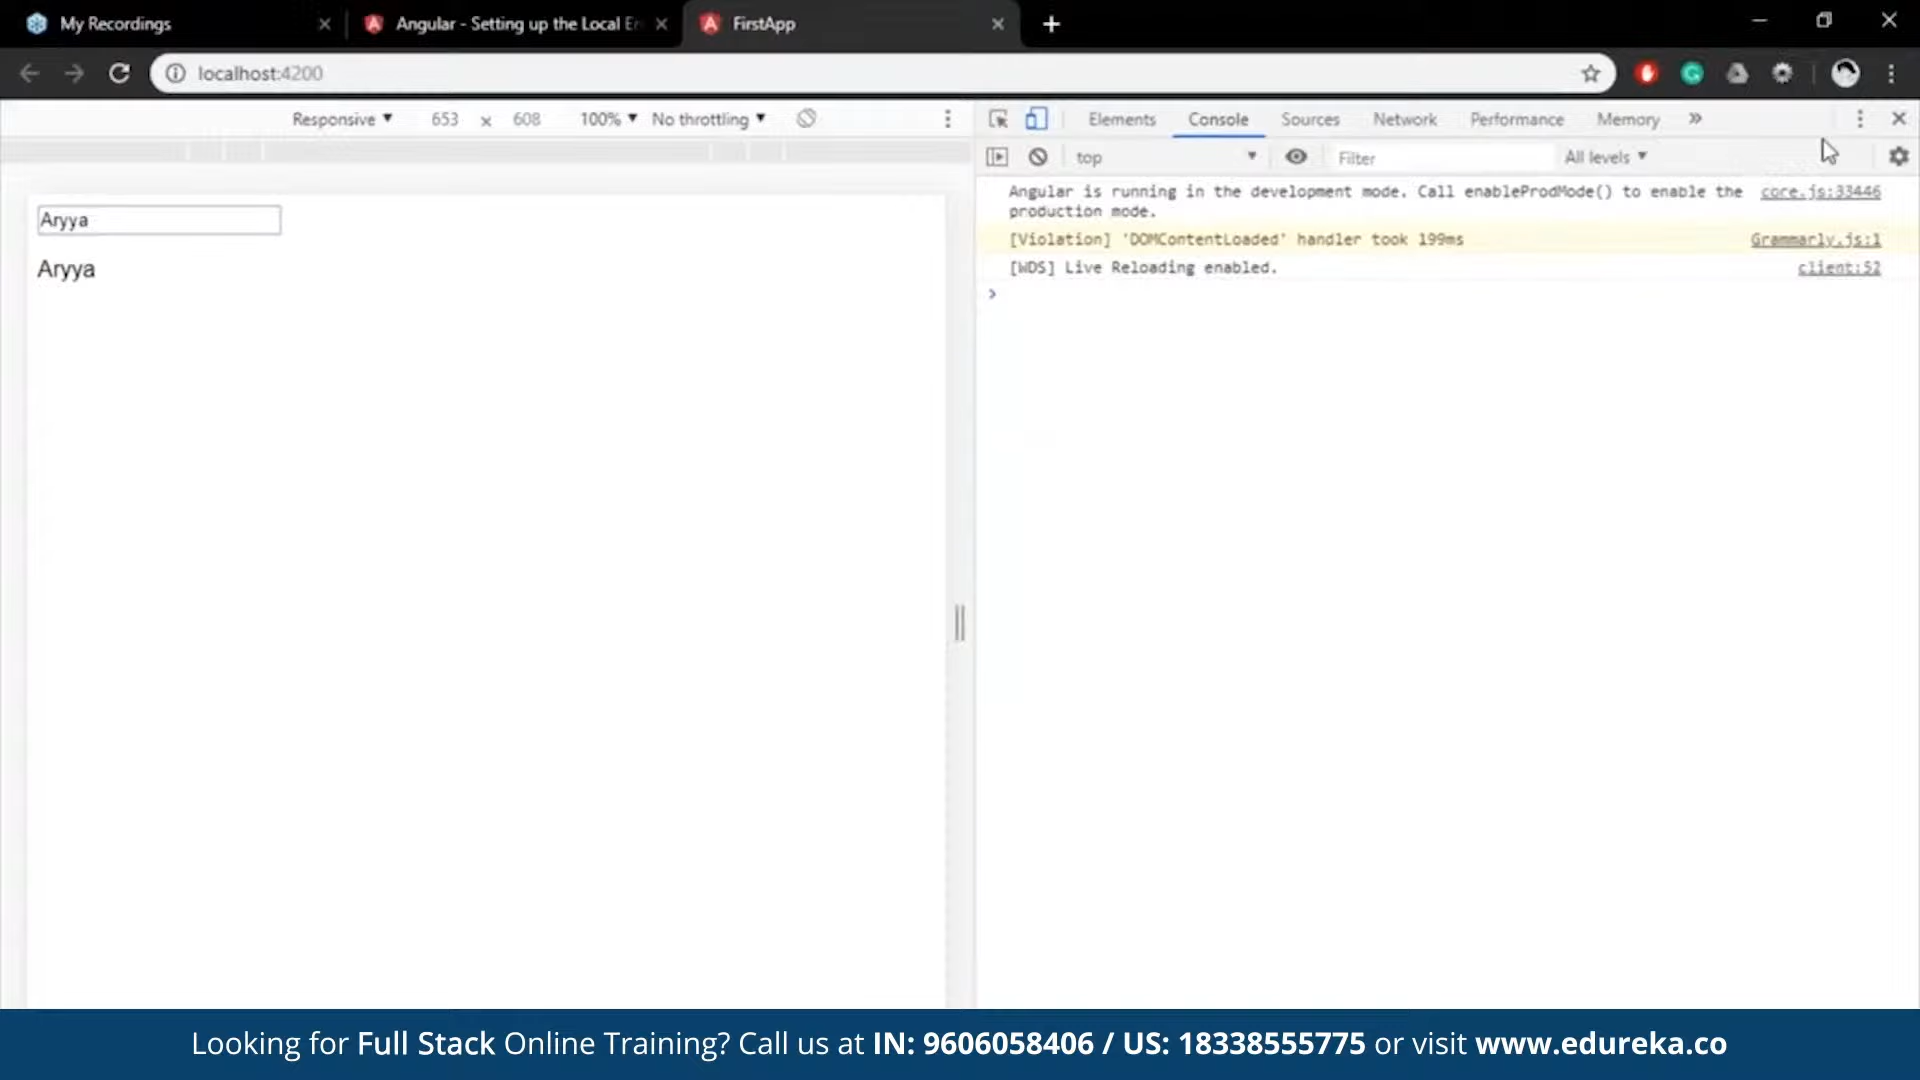 My Recordings
Angular - Setting up the Local En
FirstApp
localhost:4200
Responsive 653 x 608 100% No throttling
Elements Console Sources Network Performance Memory »
top Filter All levels
Aryya
Aryya
Angular is running in the development mode. Call enableProdMode() to enable the core.js:33446
production mode.
[Violation] 'DOMContentLoaded' handler took 199ms Grammarly.js:1
[WDS] Live Reloading enabled. client:52
Looking for Full Stack Online Training? Call us at IN: 9606058406 / US: 18338555775 or visit www.edureka.co